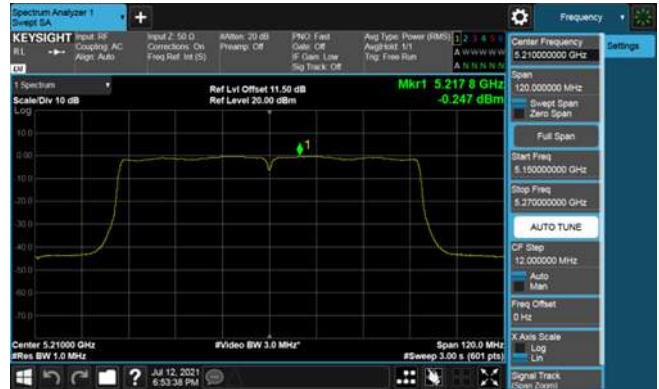 Spectrum Analyzer 1
Swept SA
Frequency
KEYSIGHT
Input: RF
Input Z: 50 Ω
#Atten: 20 dB
PNO: Fast
Avg Type: Power (RMS)
1 2 3 4 5 6
RL
Coupling: AC
Corrections: On
Preamp: Off
Gate: Off
Avg|Hold: 1/1
A W W W W W
Align: Auto
Freq Ref: Int (S)
IF Gain: Low
Trig: Free Run
Sig Track: Off
A N N N N N
LXI
1 Spectrum
Ref Lvl Offset 11.50 dB
Mkr1 5.217 8 GHz
Scale/Div 10 dB
Ref Level 20.00 dBm
-0.247 dBm
Log
10.0
0.00
-10.0
-20.0
-30.0
-40.0
-50.0
-60.0
-70.0
1
Center 5.21000 GHz
#Video BW 3.0 MHz*
Span 120.0 MHz
#Res BW 1.0 MHz
#Sweep 3.00 s (601 pts)
Jul 12, 2021
6:53:38 PM
Center Frequency
5.210000000 GHz
Settings
Span
120.000000 MHz
Swept Span
Zero Span
Full Span
Start Freq
5.150000000 GHz
Stop Freq
5.270000000 GHz
AUTO TUNE
CF Step
12.000000 MHz
Auto
Man
Freq Offset
0 Hz
X Axis Scale
Log
Lin
Signal Track
(Span Zoom)